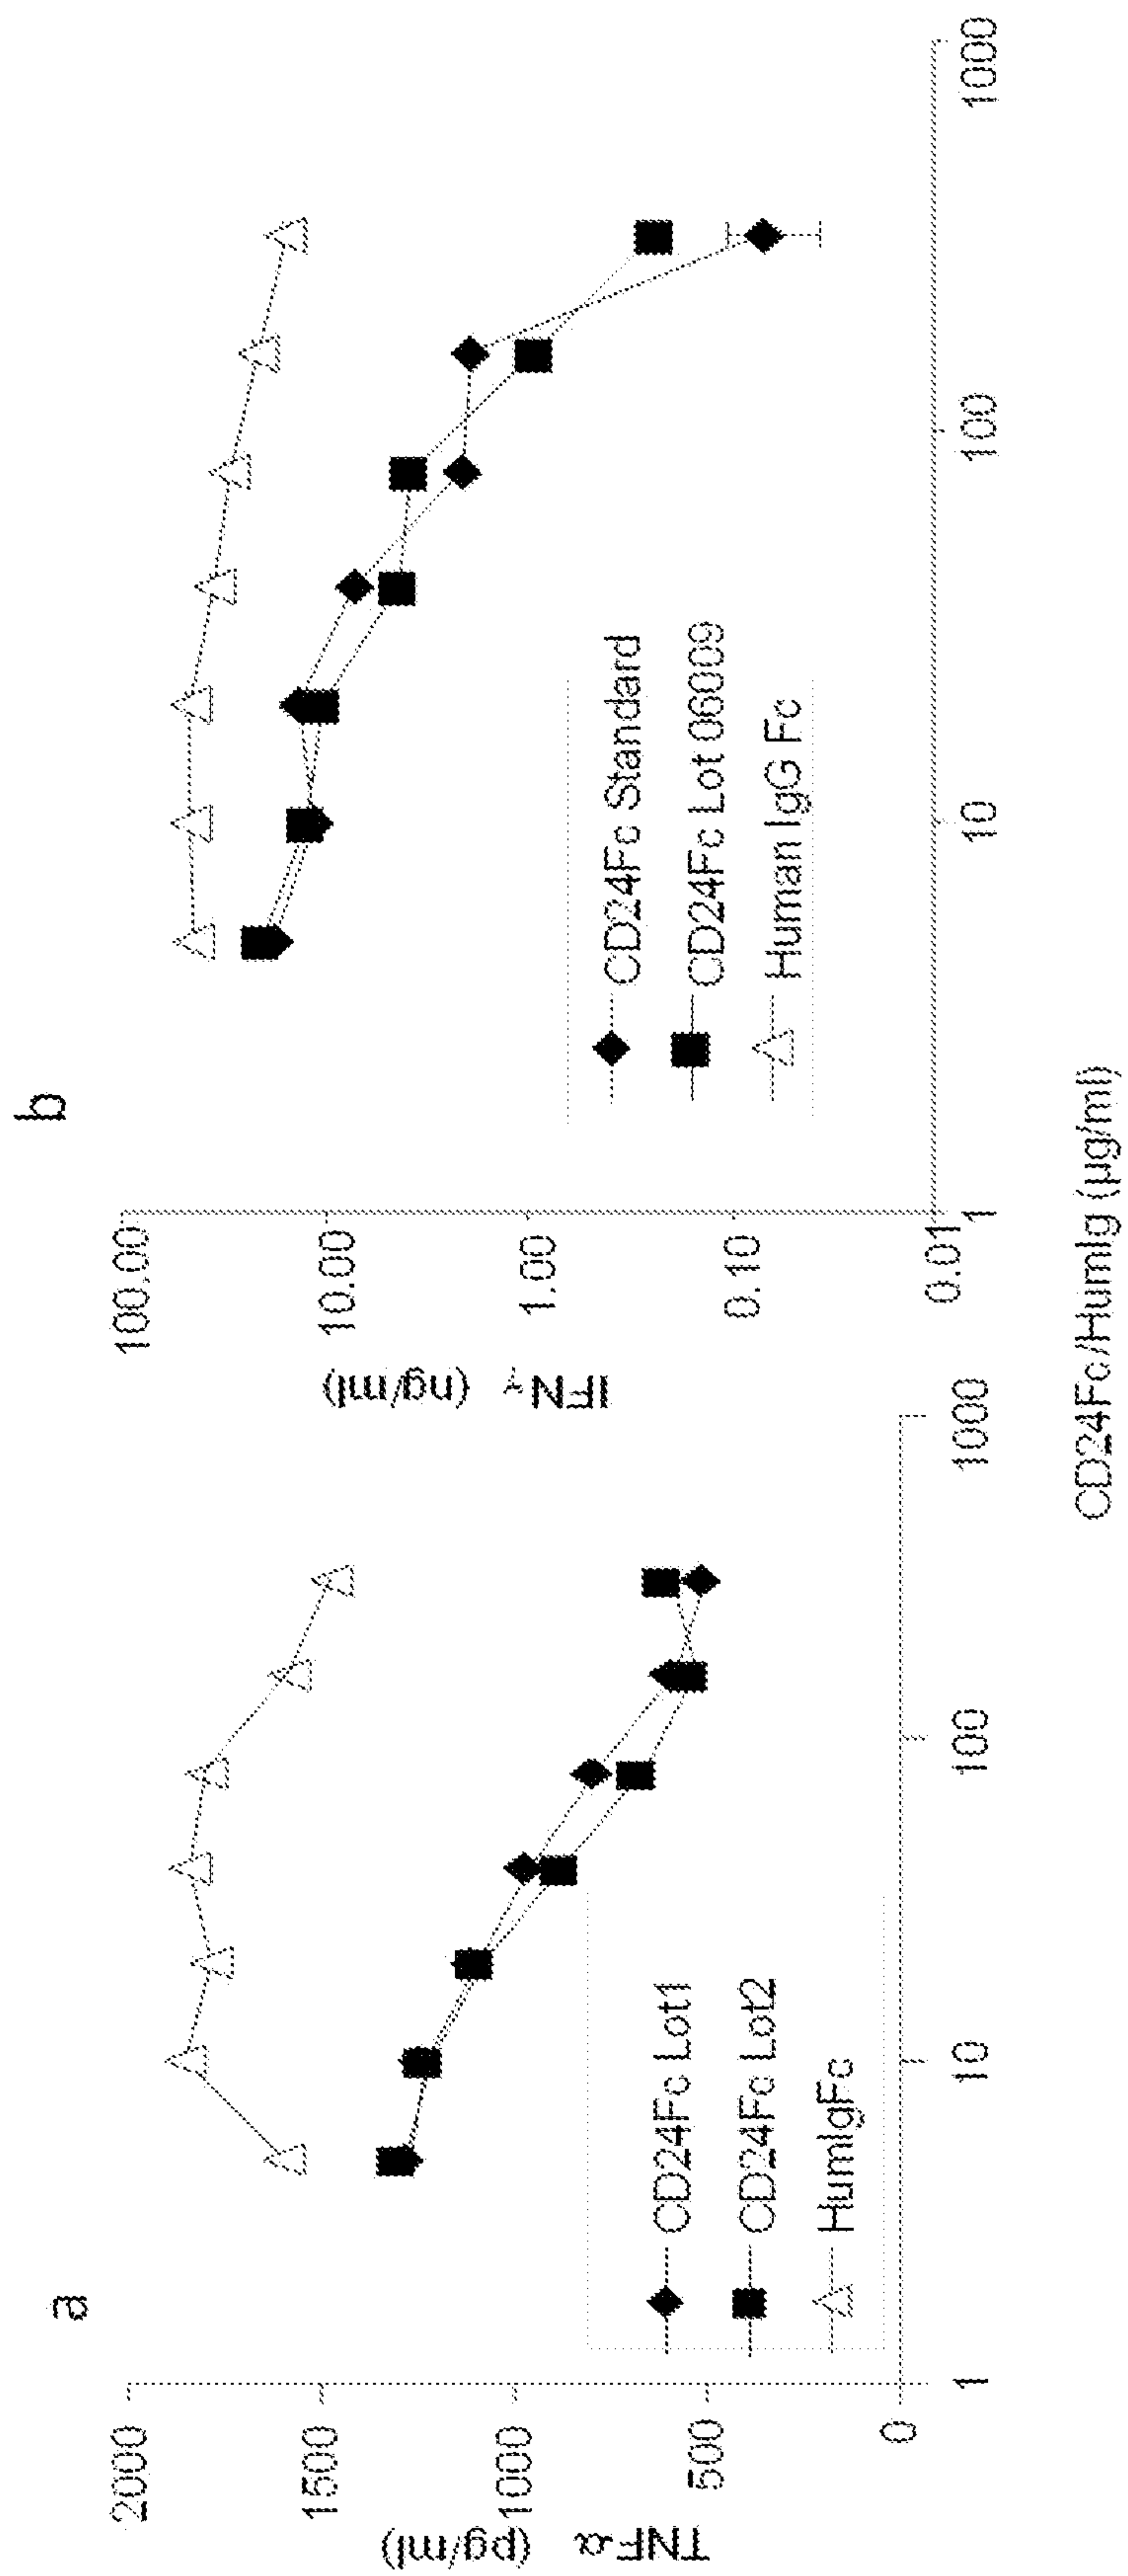 a
TNFα (pg/ml)
2000
1500
1000
500
0
1
10
100
1000
CD24Fc Lot1
CD24Fc Lot2
HumIgFc
b
IFNγ (ng/ml)
100.00
10.00
1.00
0.10
0.01
1
10
100
1000
CD24Fc Standard
CD24Fc Lot 06009
Human IgG Fc
CD24Fc/HumIg (µg/ml)